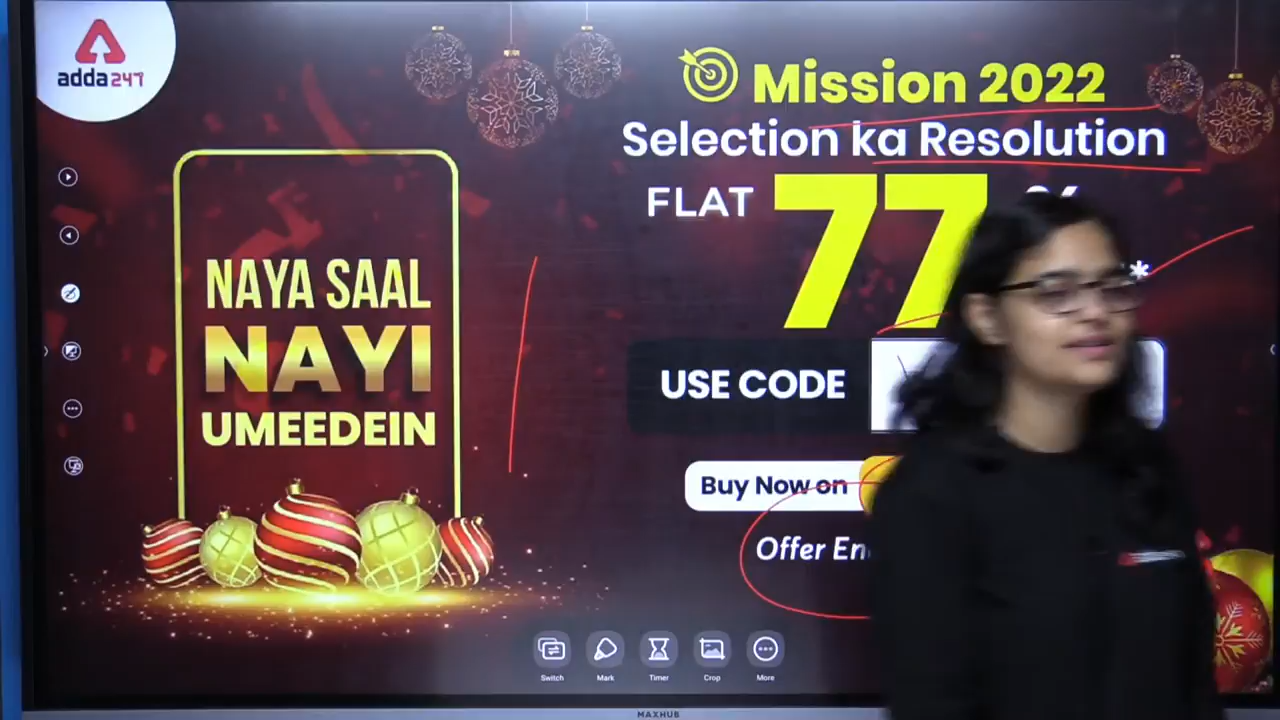 adda247
Mission 2022
Selection ka Resolution
FLAT 77
*
USE CODE
Buy Now on
Offer
NAYA SAAL
NAYI
UMEEDEIN
Switch Mark Timer Crop More
MAXHUB